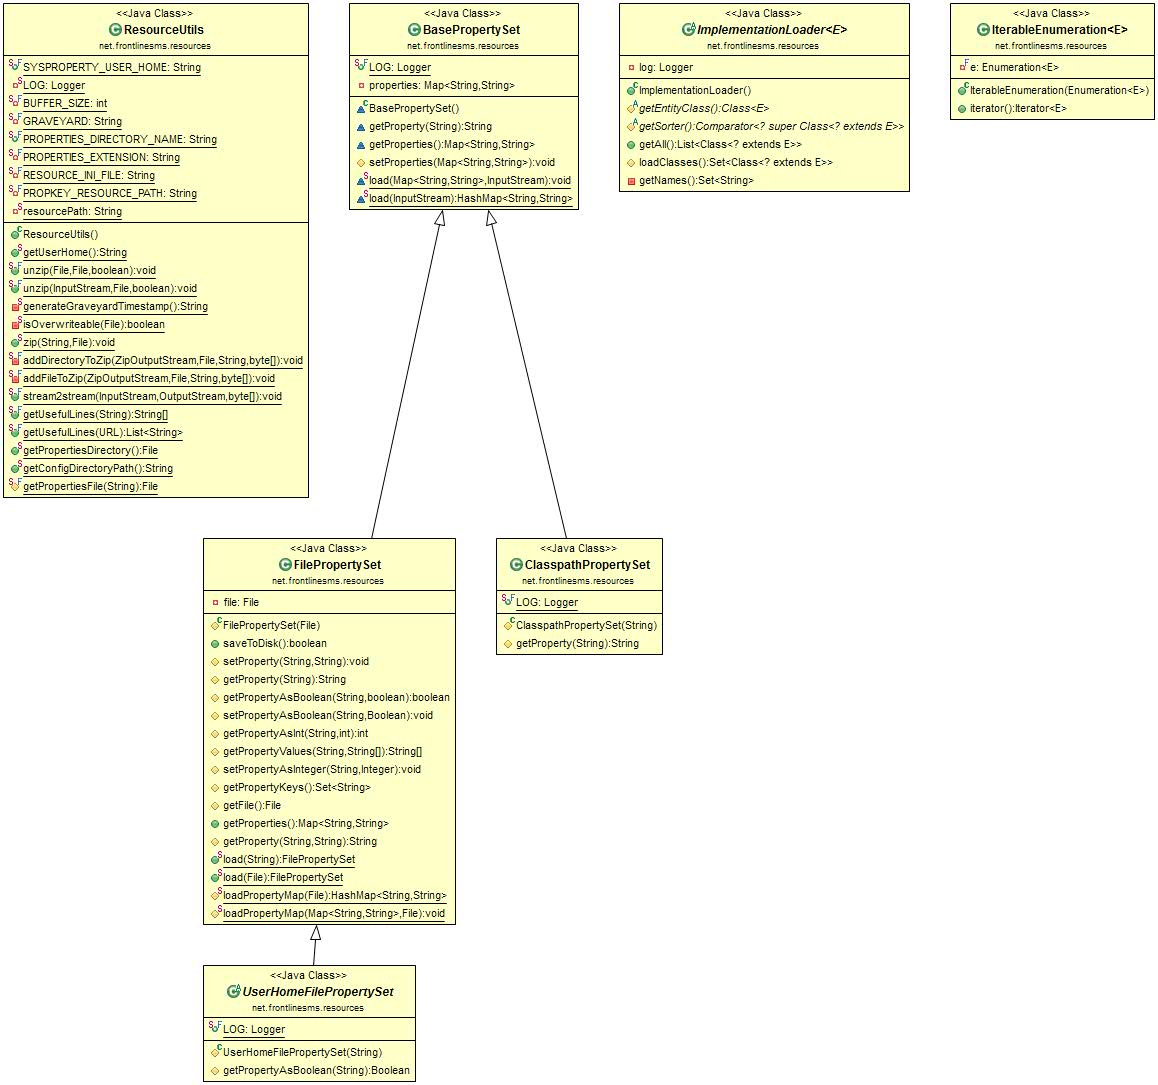 <<Java Class>>
ResourceUtils
net.frontlinesms.resources
SYSPROPERTY_USER_HOME: String
LOG: Logger
BUFFER_SIZE: int
GRAVEYARD: String
PROPERTIES_DIRECTORY_NAME: String
PROPERTIES_EXTENSION: String
RESOURCE_INI_FILE: String
PROPKEY_RESOURCE_PATH: String
resourcePath: String
ResourceUtils()
getUserHome():String
unzip(File,File,boolean):void
unzip(InputStream,File,boolean):void
generateGraveyardTimestamp():String
isOverwriteable(File):boolean
zip(String,File):void
addDirectoryToZip(ZipOutputStream,File,String,byte[]):void
addFileToZip(ZipOutputStream,File,String,byte[]):void
stream2stream(InputStream,OutputStream,byte[]):void
getUsefulLines(String):String[]
getUsefulLines(URL):List<String>
getPropertiesDirectory():File
getConfigDirectoryPath():String
getPropertiesFile(String):File
<<Java Class>>
BasePropertySet
net.frontlinesms.resources
LOG: Logger
properties: Map<String,String>
BasePropertySet()
getProperty(String):String
getProperties():Map<String,String>
setProperties(Map<String,String>):void
load(Map<String,String>,InputStream):void
load(InputStream):HashMap<String,String>
<<Java Class>>
ImplementationLoader<E>
net.frontlinesms.resources
log: Logger
ImplementationLoader()
getEntityClass():Class<E>
getSorter():Comparator<? super Class<? extends E>>
getAll():List<Class<? extends E>>
loadClasses():Set<Class<? extends E>>
getNames():Set<String>
<<Java Class>>
IterableEnumeration<E>
net.frontlinesms.resources
e: Enumeration<E>
IterableEnumeration(Enumeration<E>)
iterator():Iterator<E>
<<Java Class>>
FilePropertySet
net.frontlinesms.resources
file: File
FilePropertySet(File)
saveToDisk():boolean
setProperty(String,String):void
getProperty(String):String
getPropertyAsBoolean(String,boolean):boolean
setPropertyAsBoolean(String,Boolean):void
getPropertyAsInt(String,int):int
getPropertyValues(String,String[]):String[]
setPropertyAsInteger(String,Integer):void
getPropertyKeys():Set<String>
getFile():File
getProperties():Map<String,String>
getProperty(String,String):String
load(String):FilePropertySet
load(File):FilePropertySet
loadPropertyMap(File):HashMap<String,String>
loadPropertyMap(Map<String,String>,File):void
<<Java Class>>
ClasspathPropertySet
net.frontlinesms.resources
LOG: Logger
ClasspathPropertySet(String)
getProperty(String):String
<<Java Class>>
UserHomeFilePropertySet
net.frontlinesms.resources
LOG: Logger
UserHomeFilePropertySet(String)
getPropertyAsBoolean(String):Boolean